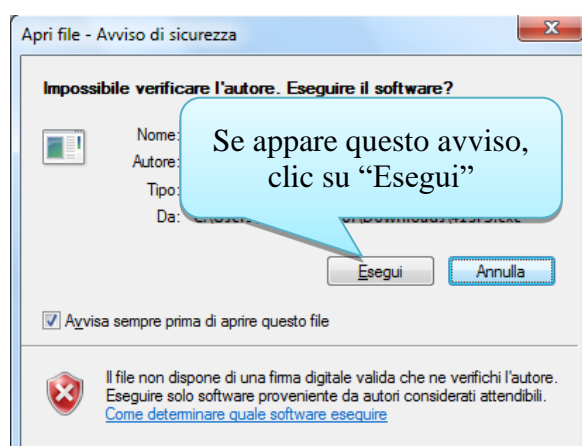 Apri file - Avviso di sicurezza
Impossibile verificare l'autore. Eseguire il software?
Nome:
Se appare questo avviso,
clic su “Esegui”
Autore:
Tipo:
Da:
Esegui Annulla
Avvisa sempre prima di aprire questo file
Il file non dispone di una firma digitale valida che ne verifichi l'autore.
Eseguire solo software proveniente da autori considerati attendibili.
Come determinare quale software eseguire